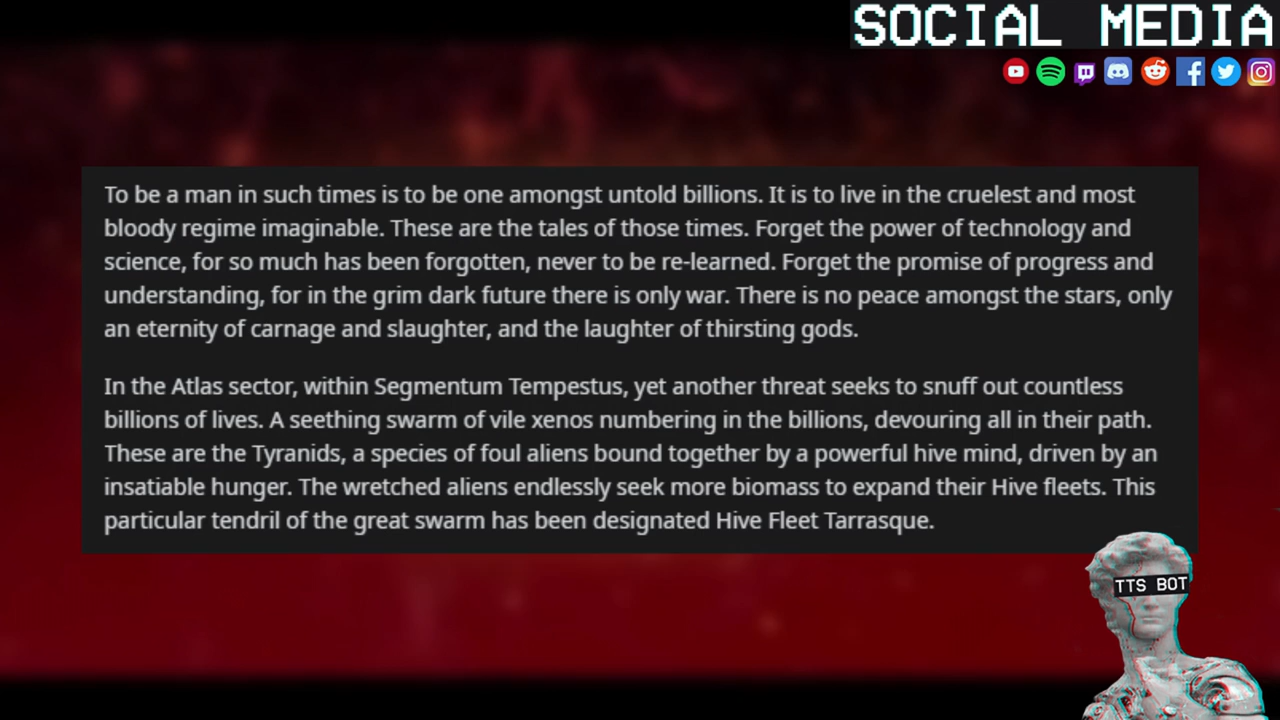 SOCIAL MEDIA
To be a man in such times is to be one amongst untold billions. It is to live in the cruelest and most
bloody regime imaginable. These are the tales of those times. Forget the power of technology and
science, for so much has been forgotten, never to be re-learned. Forget the promise of progress and
understanding, for in the grim dark future there is only war. There is no peace amongst the stars, only
an eternity of carnage and slaughter, and the laughter of thirsting gods.
In the Atlas sector, within Segmentum Tempestus, yet another threat seeks to snuff out countless
billions of lives. A seething swarm of vile xenos numbering in the billions, devouring all in their path.
These are the Tyranids, a species of foul aliens bound together by a powerful hive mind, driven by an
insatiable hunger. The wretched aliens endlessly seek more biomass to expand their Hive fleets. This
particular tendril of the great swarm has been designated Hive Fleet Tarrasque.
TTS BOT